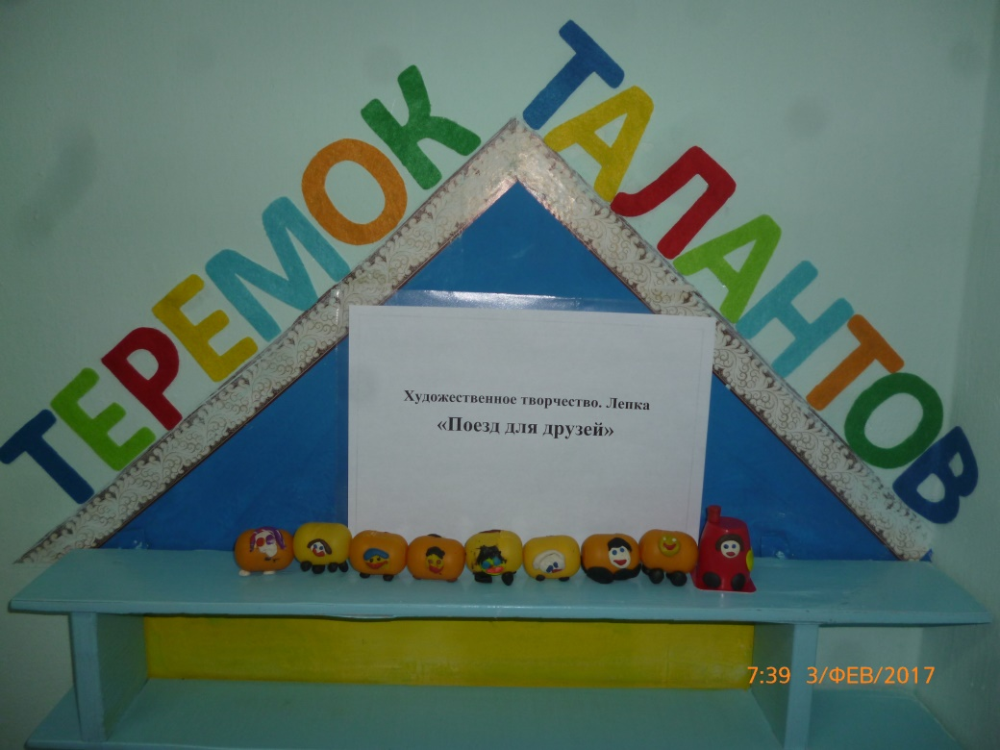 ТЕРЕМОК ТАЛАНТОВ
Художественное творчество. Лепка
«Поезд для друзей»
7:39 3/ФЕВ/2017